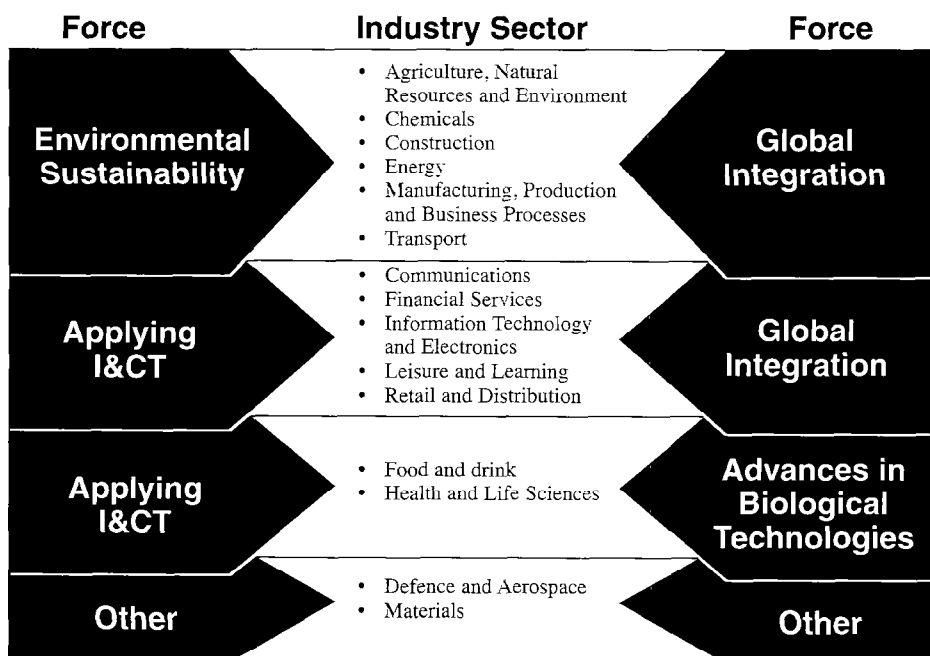 Force Industry Sector Force
Environmental
Sustainability
• Agriculture, Natural
Resources and Environment
• Chemicals
• Construction
• Energy
• Manufacturing, Production
and Business Processes
• Transport
Global
Integration
Applying
I&CT
• Communications
• Financial Services
• Information Technology
and Electronics
• Leisure and Learning
• Retail and Distribution
Global
Integration
Applying
I&CT
• Food and drink
• Health and Life Sciences
Advances in
Biological
Technologies
Other
• Defence and Aerospace
• Materials
Other